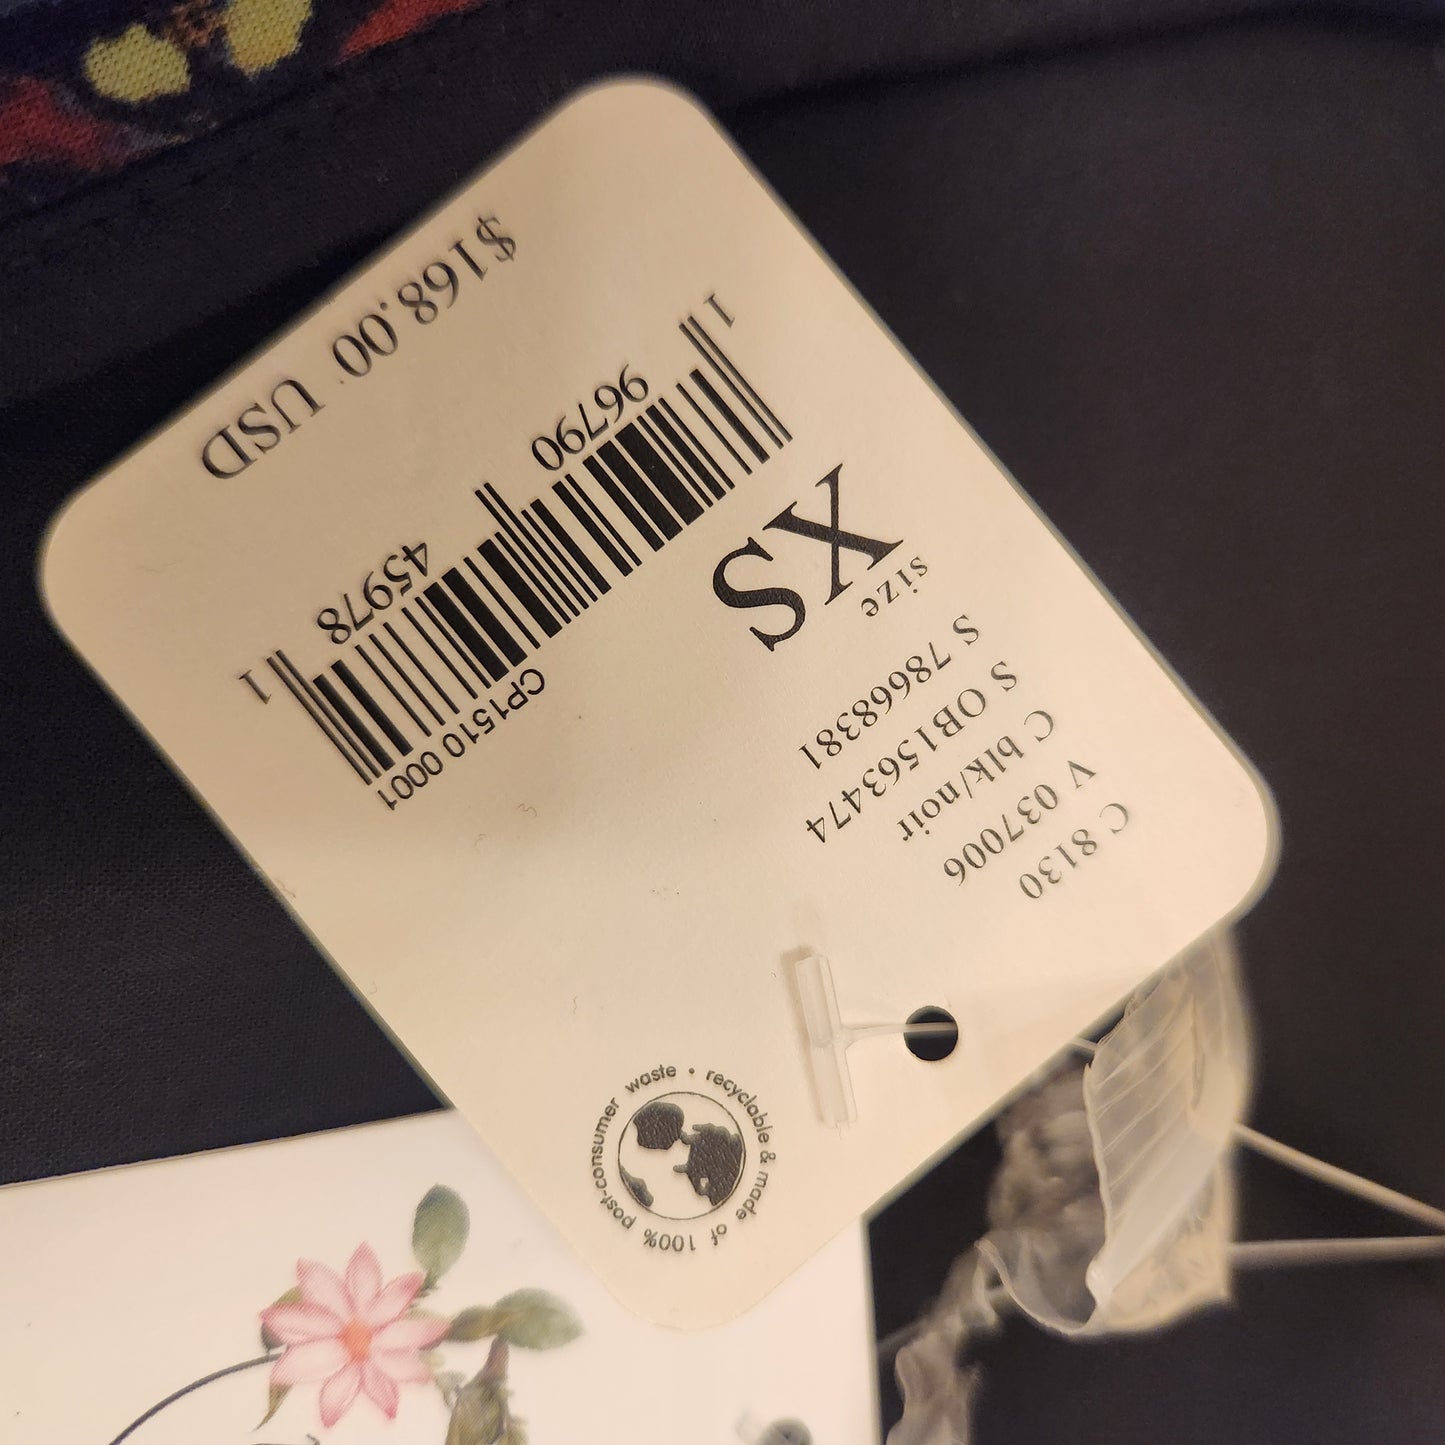 C 8130
V 037006
C blk/noir
S OB1563474
S 78668381
size
XS
CP1510 0001
1 96790 45978 1
$168.00 USD
100% post-consumer waste • recyclable & made of